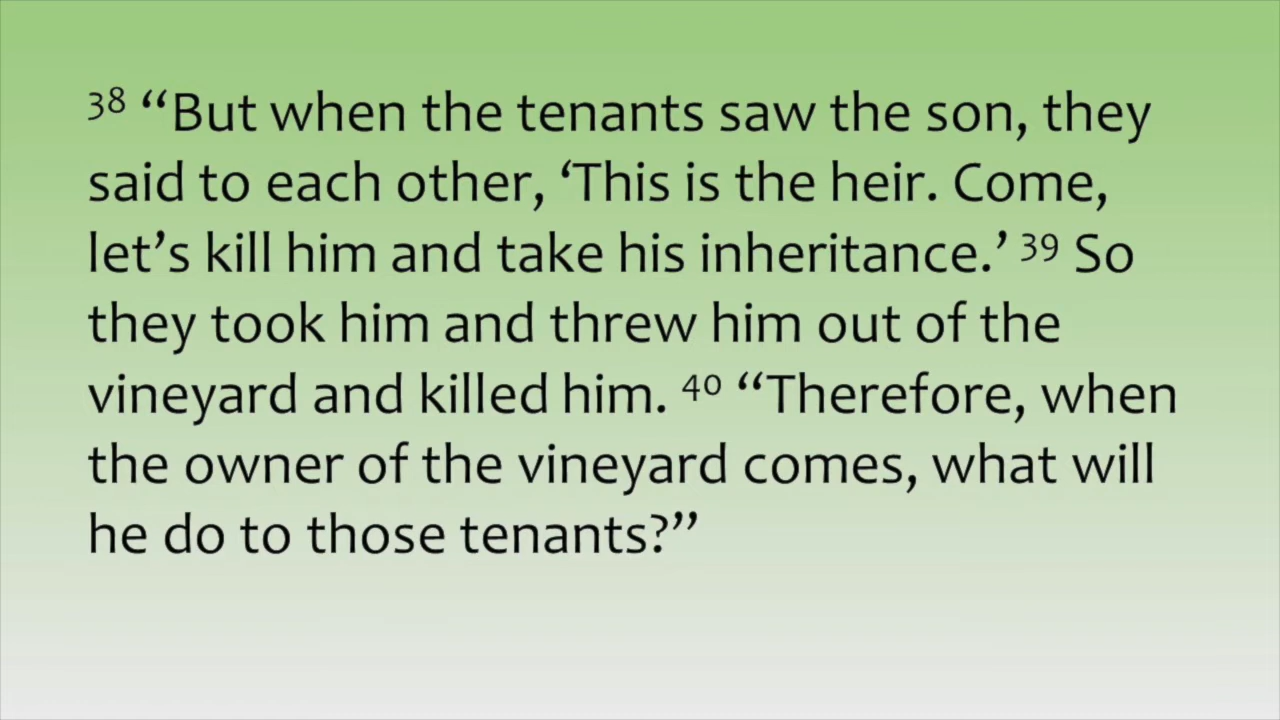 38 “But when the tenants saw the son, they
said to each other, ‘This is the heir. Come,
let’s kill him and take his inheritance.’ 39 So
they took him and threw him out of the
vineyard and killed him. 40 “Therefore, when
the owner of the vineyard comes, what will
he do to those tenants?”